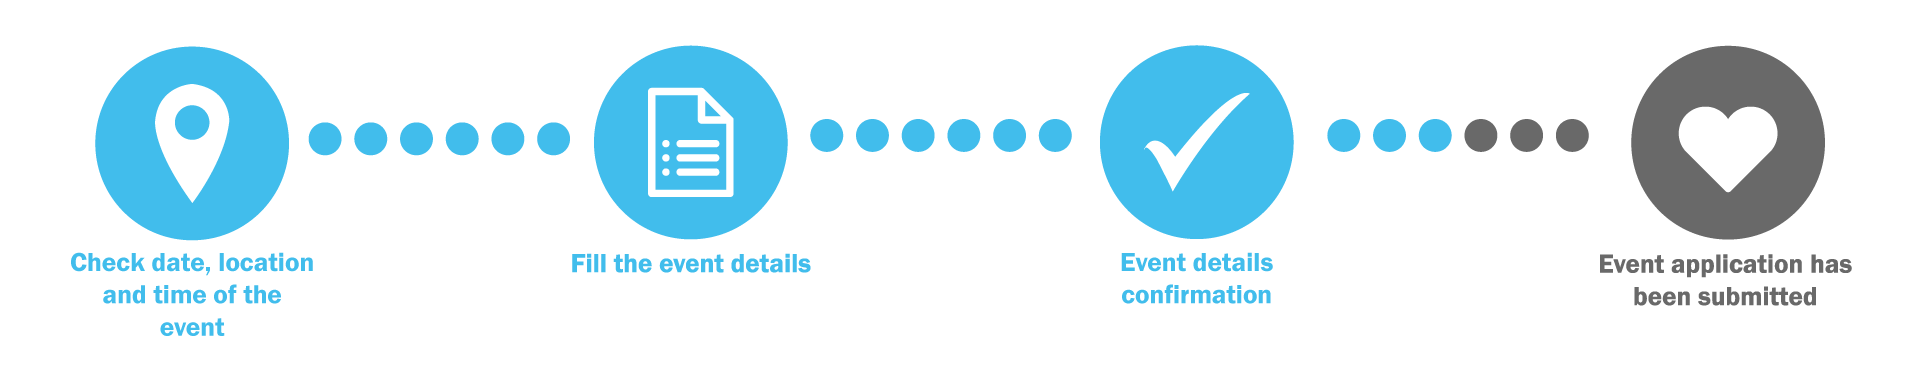 Check date, location
and time of the
event
Fill the event details
Event details
confirmation
Event application has
been submitted